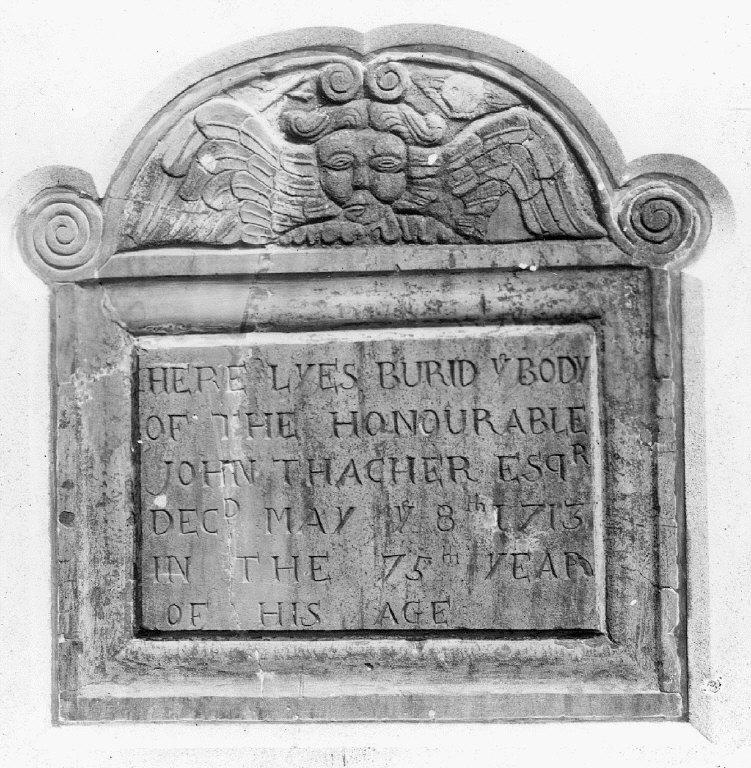 HERE LYES BURID Yᵉ BODY
OF THE HONOURABLE
JOHN THACHER ESQᴿ
DECᴰ MAY Yᵉ 8ᵗʰ 1713
IN THE 75ᵗʰ YEAR
OF HIS AGE